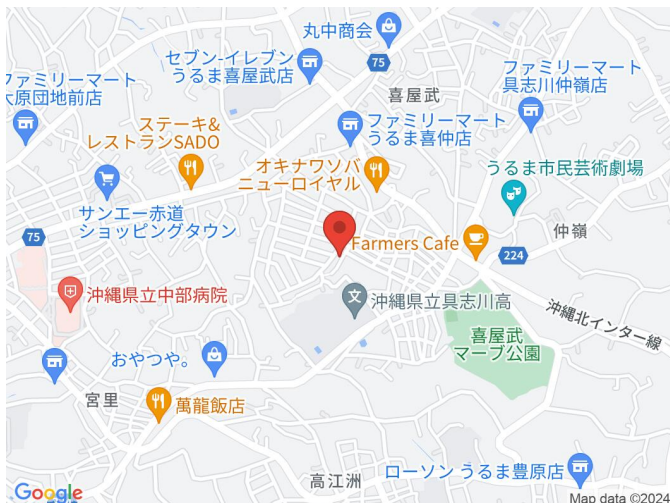 丸中商会
セブン-イレブン
うるま喜屋武店
75
喜屋武
ファミリーマート
具志川仲嶺店
ファミリーマート
大原団地前店
ステーキ&
レストランSADO
ファミリーマート
うるま喜仲店
オキナワソバ
ニューロイヤル
うるま市民芸術劇場
サンエー赤道
ショッピングタウン
75
Farmers Cafe
224
仲嶺
沖縄県立中部病院
沖縄県立具志川高
沖縄北インター線
喜屋武
マーブ公園
おやつや。
宮里
萬龍飯店
高江洲
ローソン うるま豊原店
Google
Map data ©2024